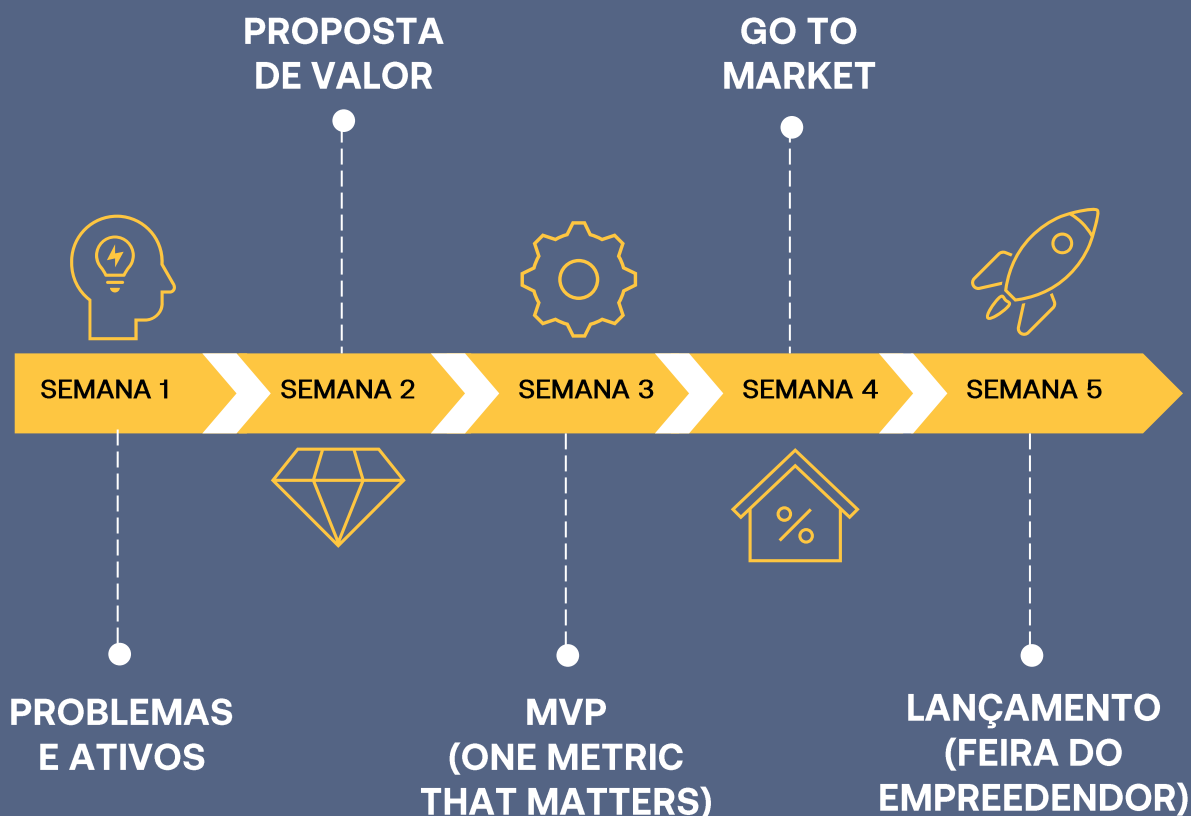 PROPOSTA
DE VALOR
GO TO
MARKET
SEMANA 1
SEMANA 2
SEMANA 3
SEMANA 4
SEMANA 5
%
PROBLEMAS
E ATIVOS
MVP
(ONE METRIC
THAT MATTERS)
LANÇAMENTO
(FEIRA DO
EMPREEDENDOR)